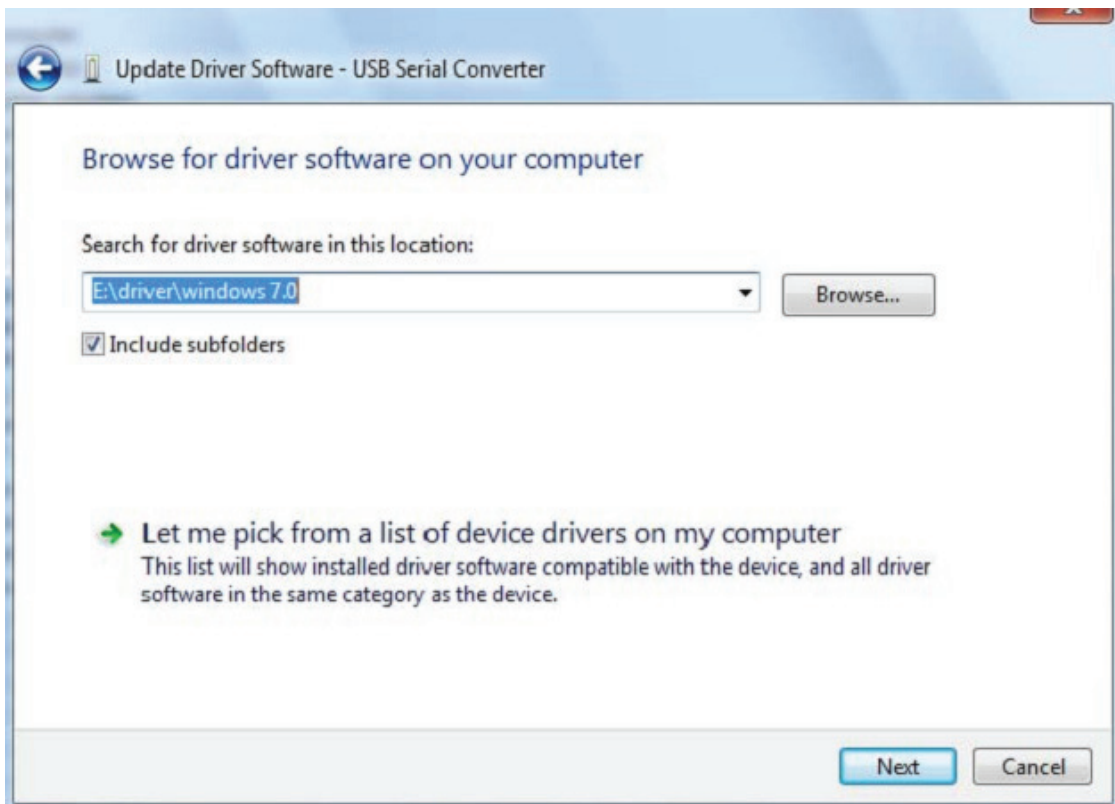 Update Driver Software - USB Serial Converter
Browse for driver software on your computer
Search for driver software in this location:
E:\driver\windows 7.0
Browse...
Include subfolders
Let me pick from a list of device drivers on my computer
This list will show installed driver software compatible with the device, and all driver
software in the same category as the device.
Next
Cancel